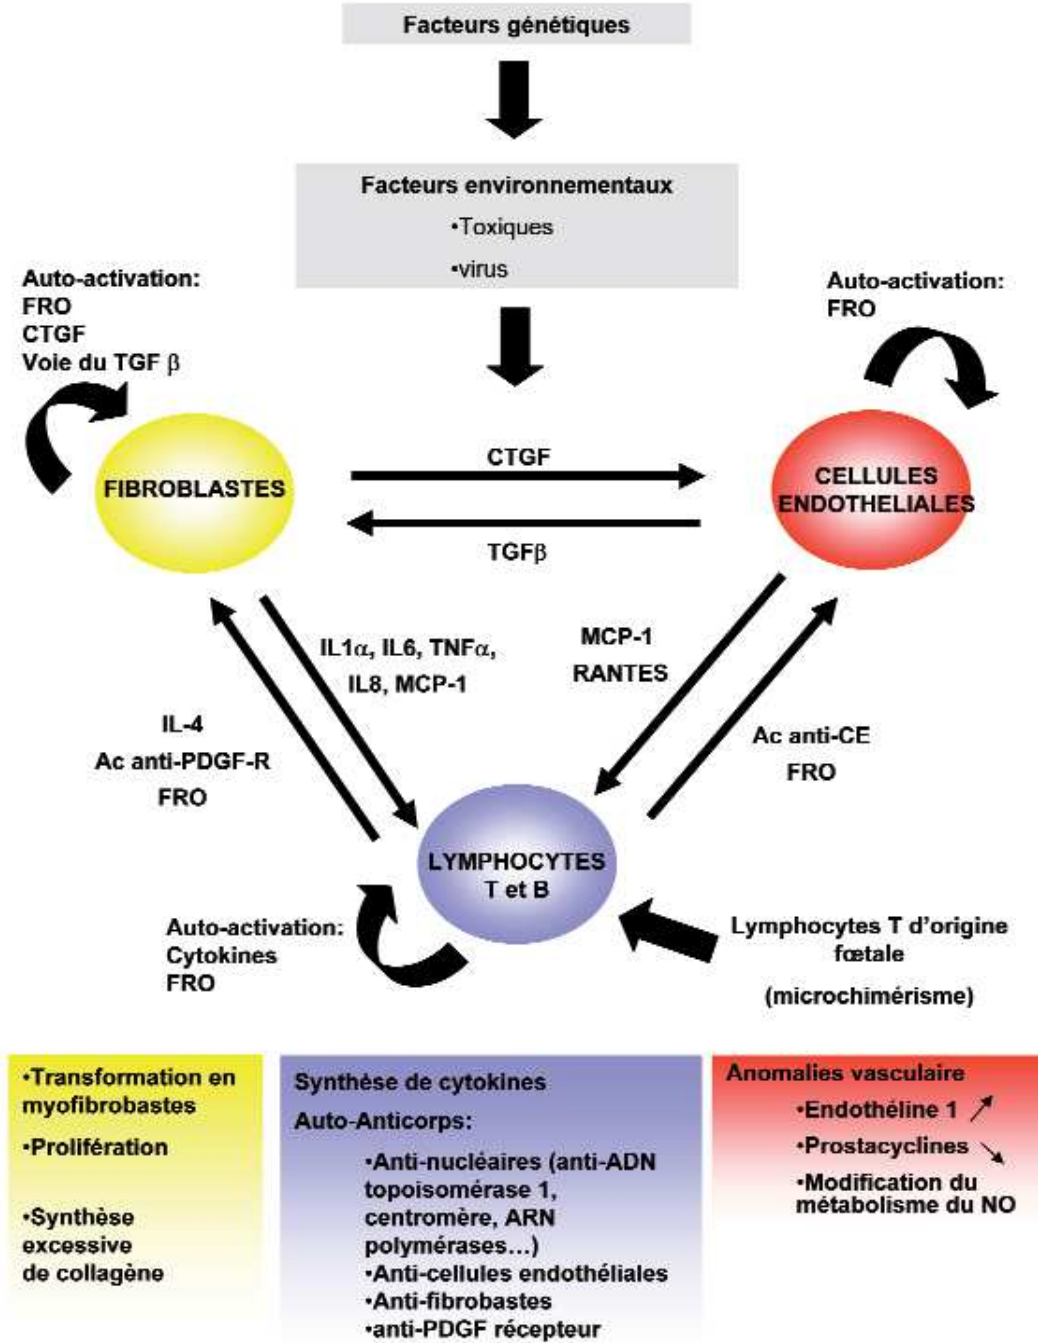 Facteurs génétiques
Facteurs environnementaux
•Toxiques
•virus
Auto-activation:
FRO
CTGF
Voie du TGF β
Auto-activation:
FRO
FIBROBLASTES
CTGF
TGFβ
CELLULES
ENDOTHELIALES
IL1α, IL6, TNFα,
IL8, MCP-1
MCP-1
RANTES
IL-4
Ac anti-PDGF-R
FRO
Ac anti-CE
FRO
LYMPHOCYTES
T et B
Auto-activation:
Cytokines
FRO
Lymphocytes T d'origine
fœtale
(microchimérisme)
•Transformation en
myofibrobastes
•Prolifération
•Synthèse
excessive
de collagène
Synthèse de cytokines
Auto-Anticorps:
•Anti-nucléaires (anti-ADN
topoisomérase 1,
centromère, ARN
polymérases…)
•Anti-cellules endothéliales
•Anti-fibrobastes
•anti-PDGF récepteur
Anomalies vasculaire
•Endothéline 1
•Prostacyclines
•Modification du
métabolisme du NO